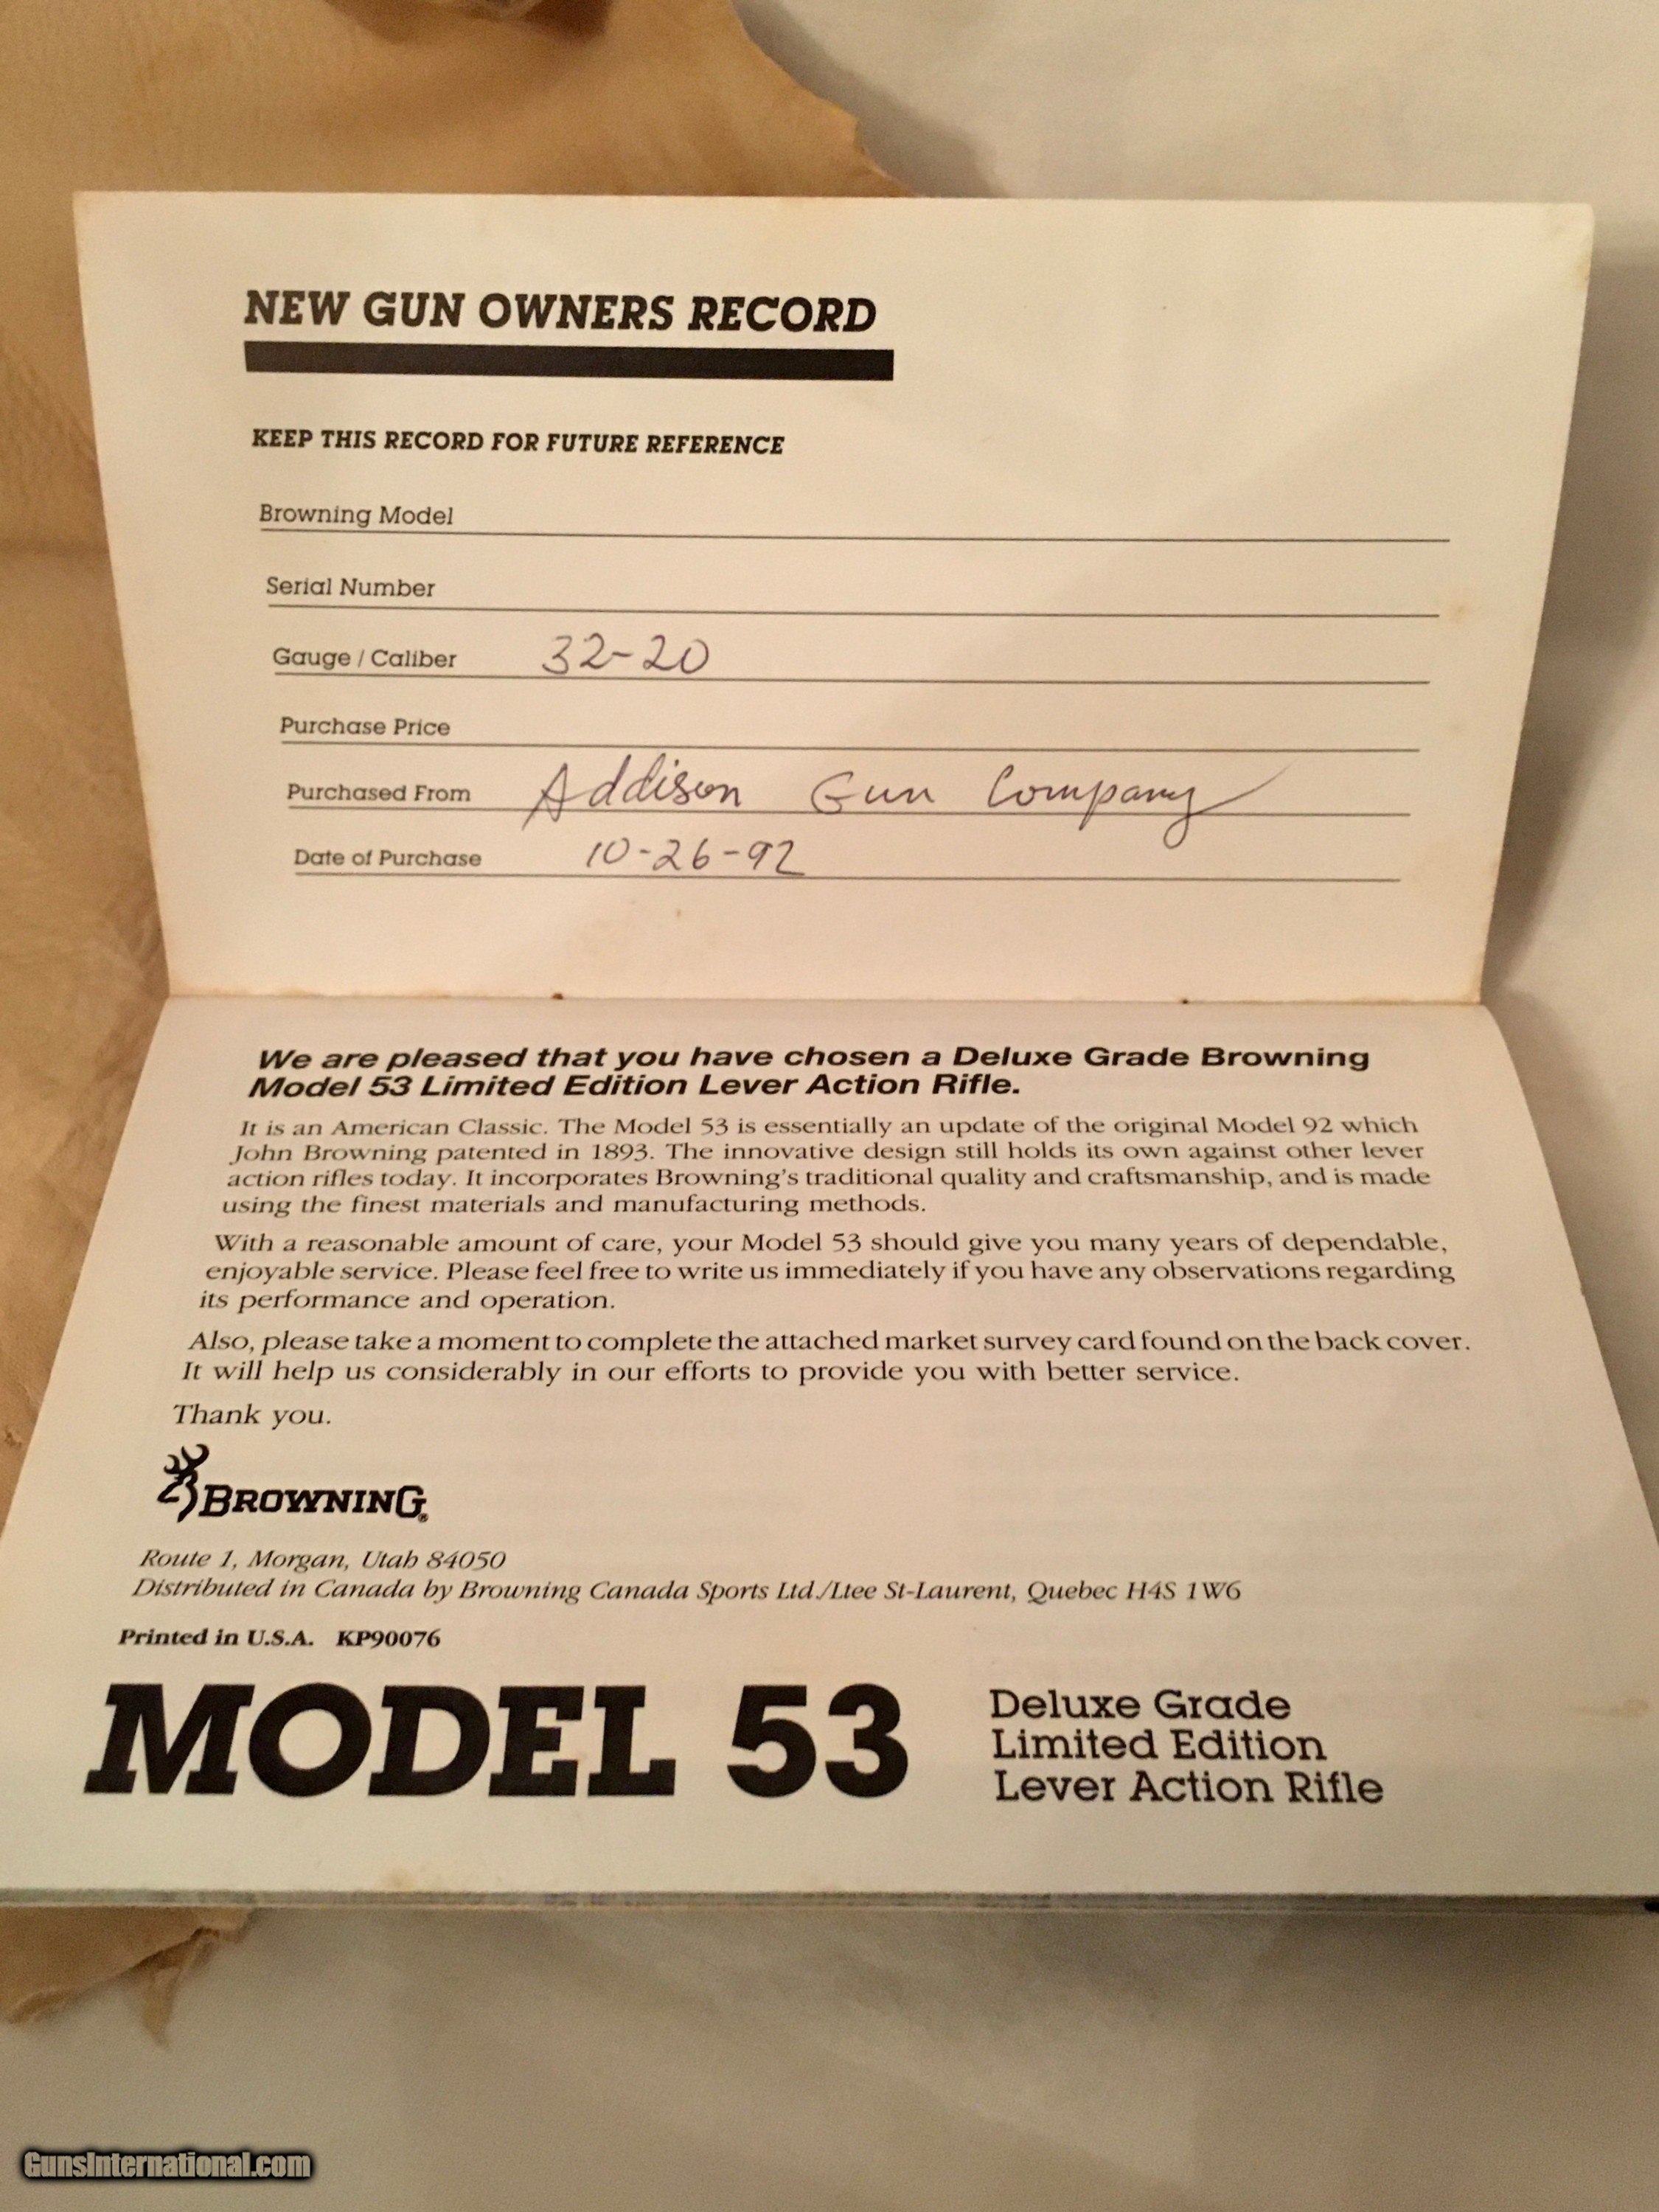 NEW GUN OWNERS RECORD
KEEP THIS RECORD FOR FUTURE REFERENCE
Browning Model
Serial Number
Gauge / Caliber 32-20
Purchase Price
Purchased From Addison Gun Company
Date of Purchase 10-26-92
We are pleased that you have chosen a Deluxe Grade Browning
Model 53 Limited Edition Lever Action Rifle.
It is an American Classic. The Model 53 is essentially an update of the original Model 92 which
John Browning patented in 1893. The innovative design still holds its own against other lever
action rifles today. It incorporates Browning's traditional quality and craftsmanship, and is made
using the finest materials and manufacturing methods.
With a reasonable amount of care, your Model 53 should give you many years of dependable,
enjoyable service. Please feel free to write us immediately if you have any observations regarding
its performance and operation.
Also, please take a moment to complete the attached market survey card found on the back cover.
It will help us considerably in our efforts to provide you with better service.
Thank you.
BROWNING®
Route 1, Morgan, Utah 84050
Distributed in Canada by Browning Canada Sports Ltd./Ltee St-Laurent, Quebec H4S 1W6
Printed in U.S.A. KP90076
MODEL 53
Deluxe Grade
Limited Edition
Lever Action Rifle
GunsInternational.com